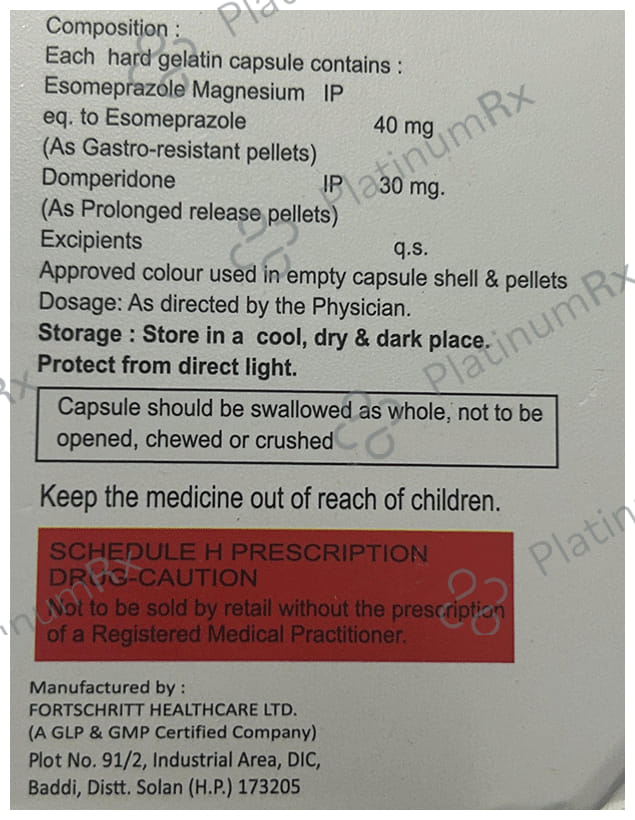 Composition :
Each hard gelatin capsule contains :
Esomeprazole Magnesium IP
eq. to Esomeprazole 40 mg
(As Gastro-resistant pellets)
Domperidone IP 30 mg.
(As Prolonged release pellets)
Excipients q.s.
Approved colour used in empty capsule shell & pellets
Dosage: As directed by the Physician.
Storage : Store in a cool, dry & dark place.
Protect from direct light.
Capsule should be swallowed as whole, not to be
opened, chewed or crushed
Keep the medicine out of reach of children.
SCHEDULE H PRESCRIPTION
DRUG-CAUTION
Not to be sold by retail without the prescription
of a Registered Medical Practitioner.
Manufactured by :
FORTSCHRITT HEALTHCARE LTD.
(A GLP & GMP Certified Company)
Plot No. 91/2, Industrial Area, DIC,
Baddi, Distt. Solan (H.P.) 173205
PlatinumRx
PlatinumRx